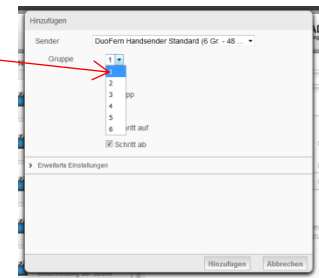 Hinzufügen
Sender DuoFern Handsender Standard (6 Gr. - 48 ...
Gruppe 1
1
2
3 pp
4
5
6 ritt auf
Schritt ab
Erweiterte Einstellungen
Hinzufügen Abbrechen